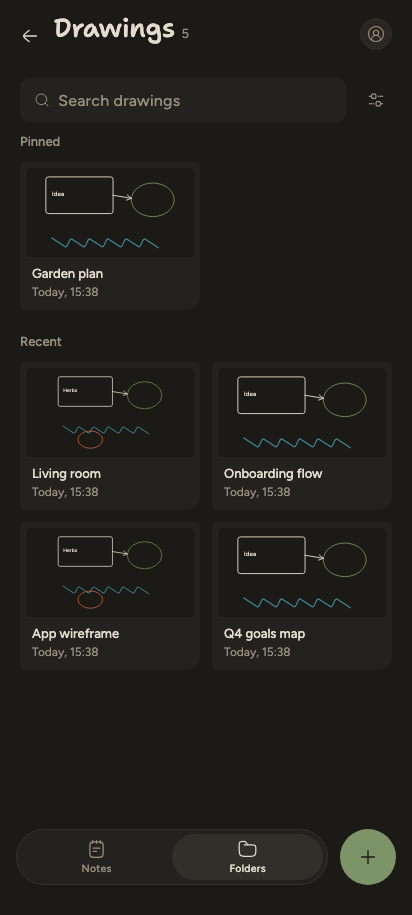 Drawings 5
Search drawings
Pinned
Idea
Garden plan
Today, 15:38
Recent
Herbs
Living room
Today, 15:38
Idea
Onboarding flow
Today, 15:38
Herbs
App wireframe
Today, 15:38
Idea
Q4 goals map
Today, 15:38
Notes
Folders